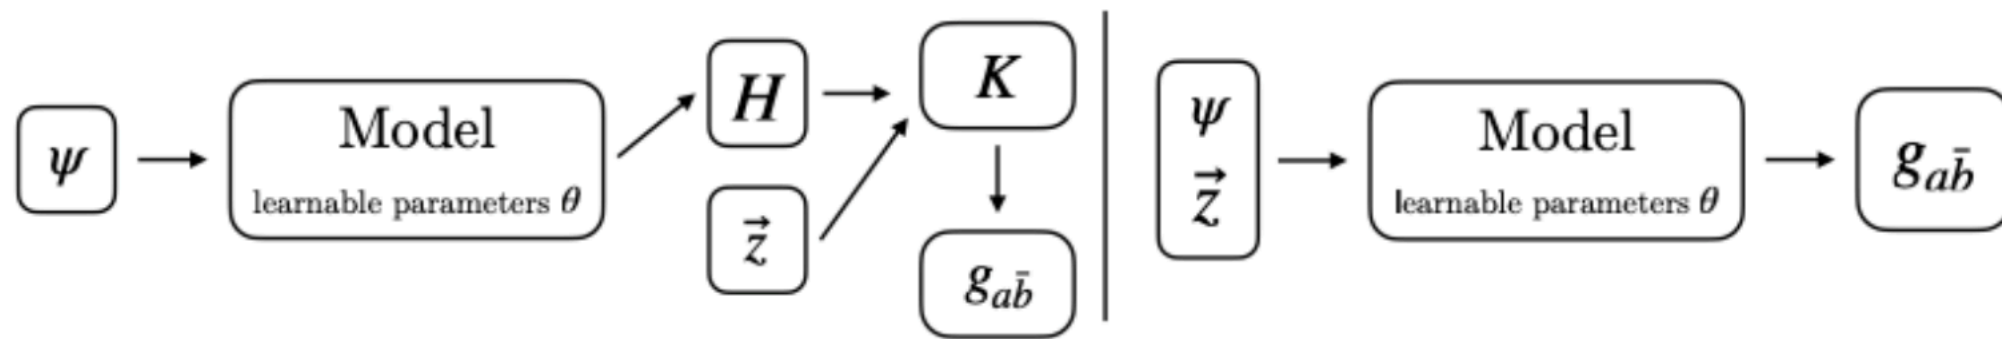 ψ
Model
learnable parameters θ
H
z⃗
K
g_{ab̄}
ψ
z⃗
Model
learnable parameters θ
g_{ab̄}